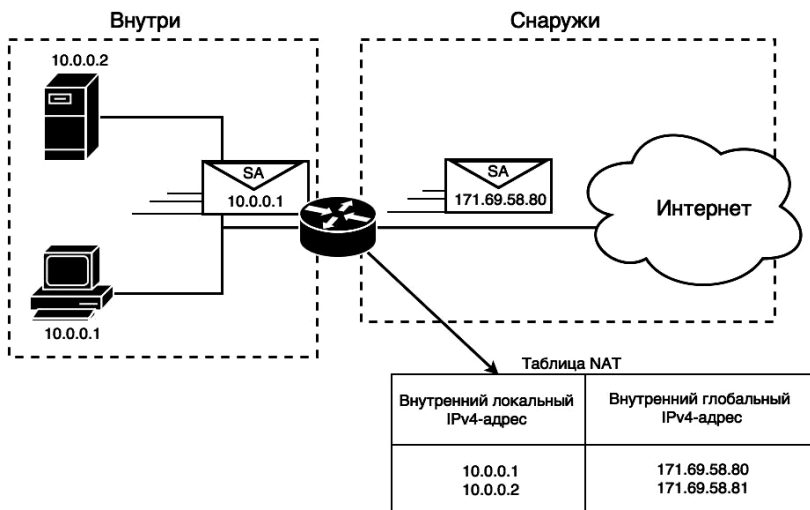 Внутри
Снаружи
10.0.0.2
SA
10.0.0.1
SA
171.69.58.80
Интернет
10.0.0.1
Таблица NAT
Внутренний локальный
IPv4-адрес
Внутренний глобальный
IPv4-адрес
10.0.0.1 171.69.58.80
10.0.0.2 171.69.58.81